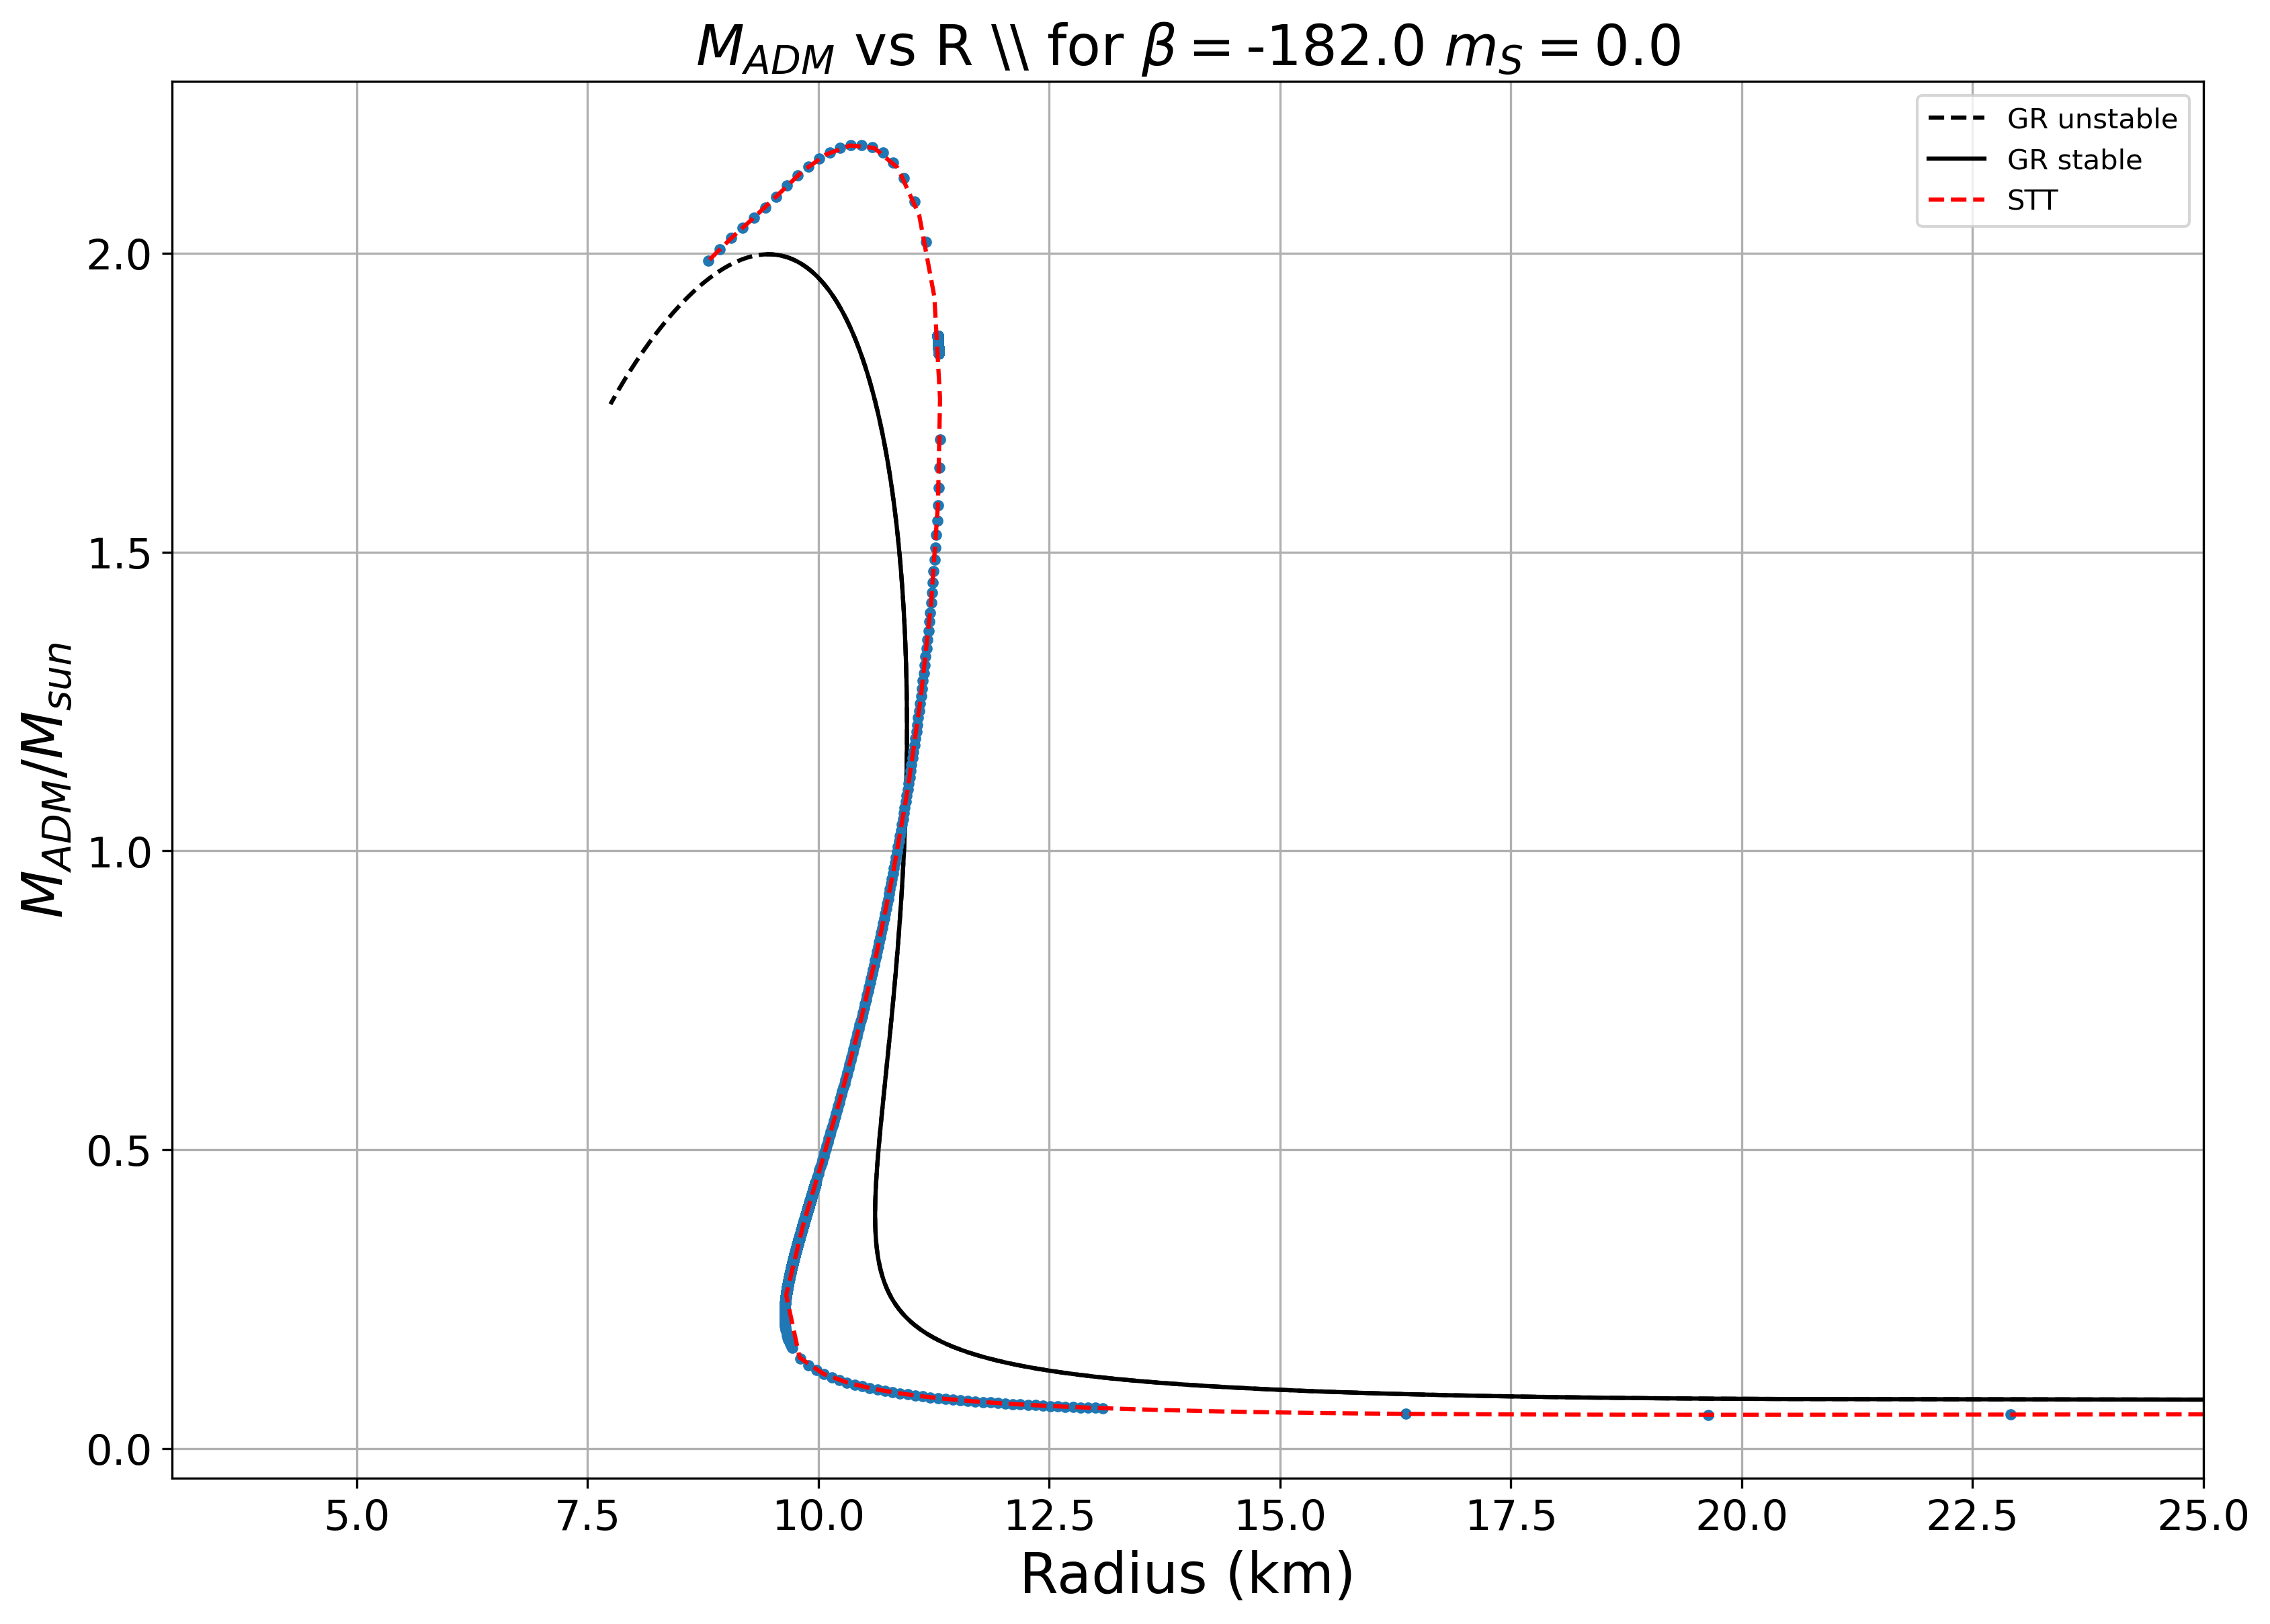 M_ADM vs R \\ for β = -182.0 m_S = 0.0
GR unstable
GR stable
STT
M_ADM/M_sun
2.0
1.5
1.0
0.5
0.0
5.0 7.5 10.0 12.5 15.0 17.5 20.0 22.5 25.0
Radius (km)